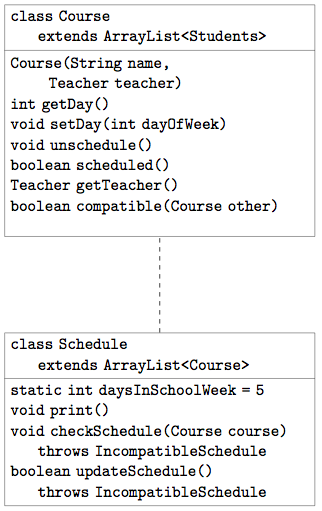 class Course
extends ArrayList<Students>
Course(String name,
Teacher teacher)
int getDay()
void setDay(int dayOfWeek)
void unschedule()
boolean scheduled()
Teacher getTeacher()
boolean compatible(Course other)
class Schedule
extends ArrayList<Course>
static int daysInSchoolWeek = 5
void print()
void checkSchedule(Course course)
throws IncompatibleSchedule
boolean updateSchedule()
throws IncompatibleSchedule